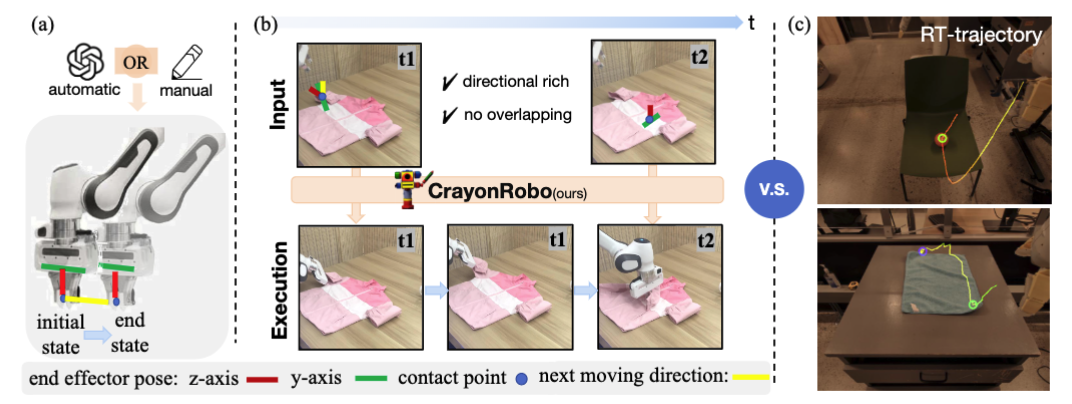 (a)
OR
automatic
manual
initial state
end state
(b)
t
Input
t1
✓ directional rich
✓ no overlapping
t2
CrayonRobo(ours)
Execution
t1
t1
t2
v.s.
(c)
RT-trajectory
end effector pose: z-axis
y-axis
contact point
next moving direction: